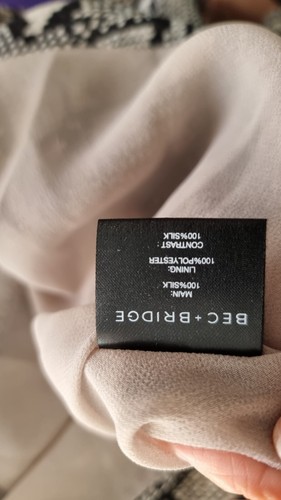 BEC + BRIDGE
MAIN:
100%SILK
LINING:
100%POLYESTER
CONTRAST:
100%SILK